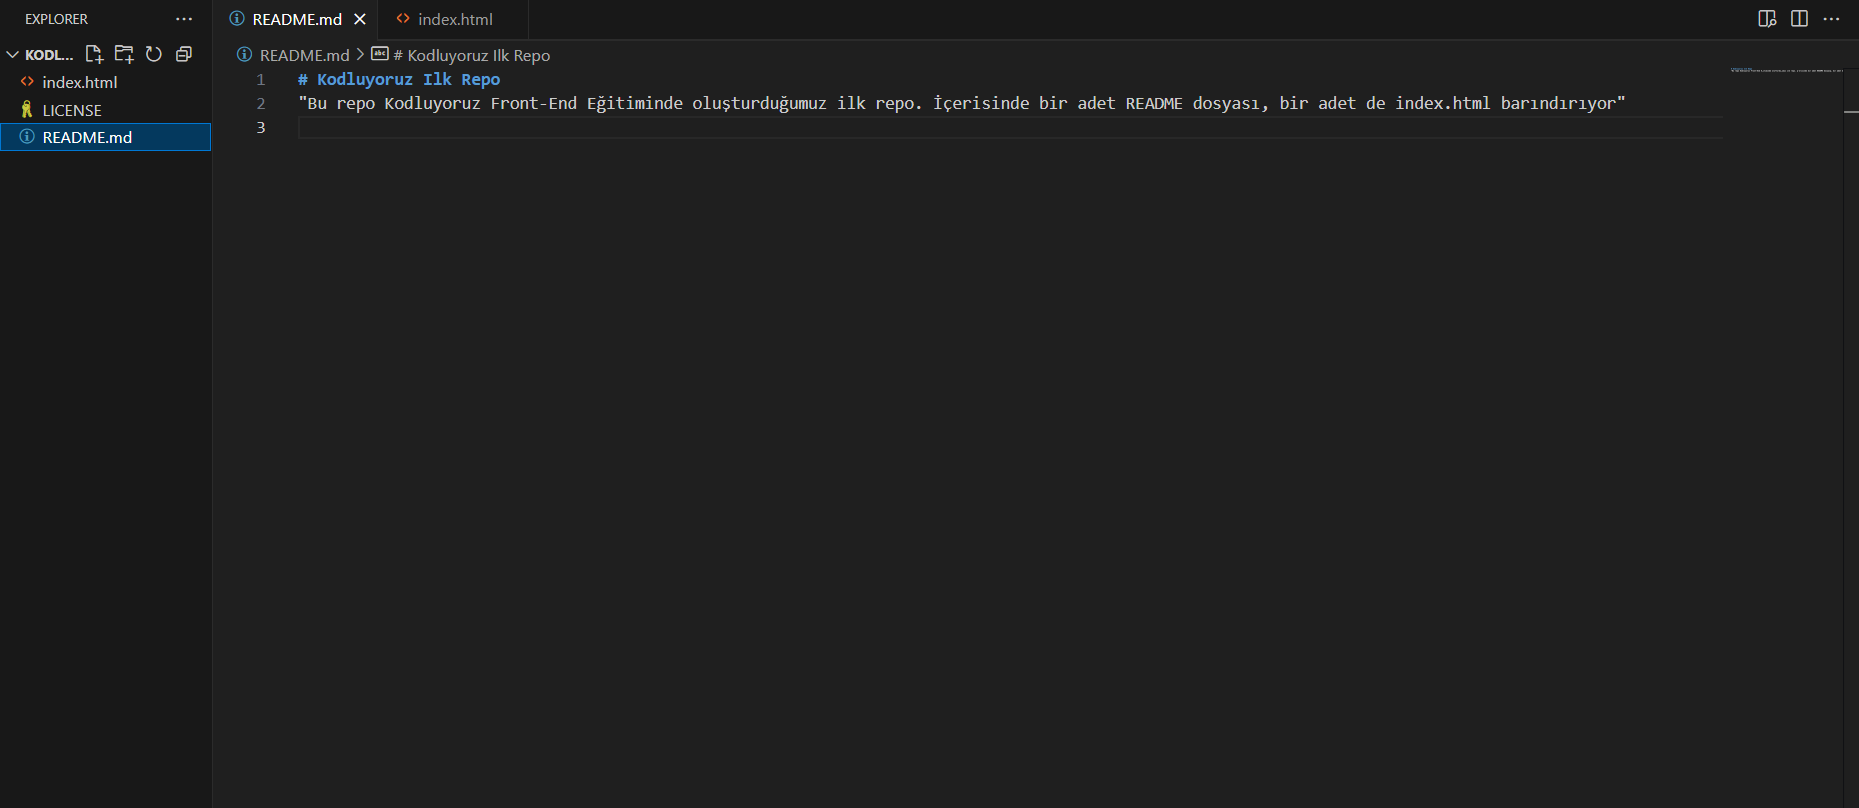 EXPLORER
KODL...
index.html
LICENSE
README.md
README.md
index.html
README.md > # Kodluyoruz Ilk Repo
1 # Kodluyoruz Ilk Repo
2 "Bu repo Kodluyoruz Front-End Eğitiminde oluşturduğumuz ilk repo. İçerisinde bir adet README dosyası, bir adet de index.html barındırıyor"
3